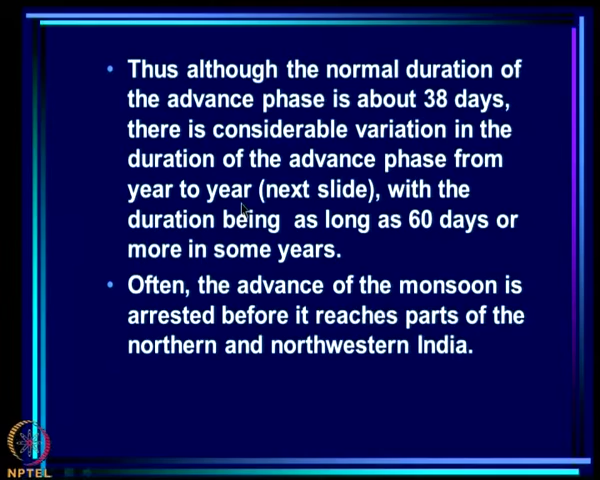 • Thus although the normal duration of
the advance phase is about 38 days,
there is considerable variation in the
duration of the advance phase from
year to year (next slide), with the
duration being as long as 60 days or
more in some years.
• Often, the advance of the monsoon is
arrested before it reaches parts of the
northern and northwestern India.
NPTEL